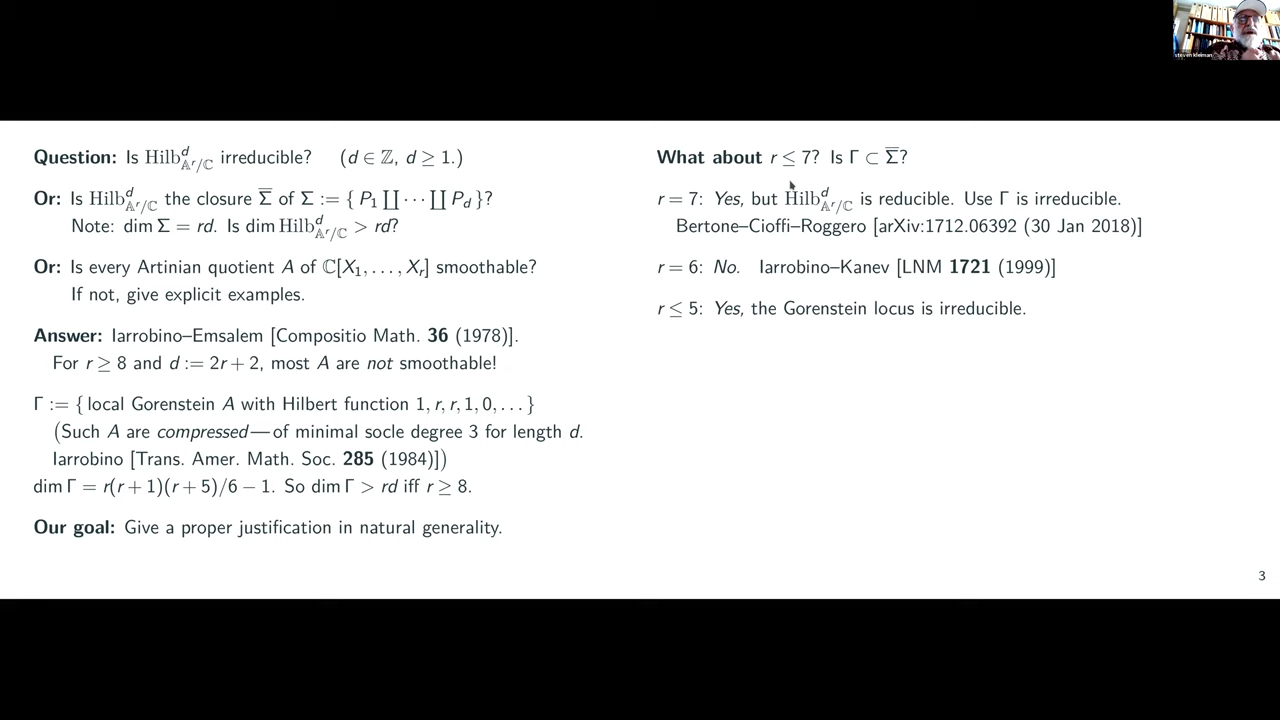 Question: Is Hilb^d_{𝔸^r/ℂ} irreducible? (d ∈ ℤ, d ≥ 1.)
Or: Is Hilb^d_{𝔸^r/ℂ} the closure Σ̅ of Σ := { P₁ ∐ ⋯ ∐ P_d }?
Note: dim Σ = rd. Is dim Hilb^d_{𝔸^r/ℂ} > rd?
Or: Is every Artinian quotient A of ℂ[X₁, . . . , X_r] smoothable?
If not, give explicit examples.
Answer: Iarrobino–Emsalem [Compositio Math. 36 (1978)].
For r ≥ 8 and d := 2r + 2, most A are not smoothable!
Γ := { local Gorenstein A with Hilbert function 1, r, r, 1, 0, . . . }
(Such A are compressed—of minimal socle degree 3 for length d.
Iarrobino [Trans. Amer. Math. Soc. 285 (1984)])
dim Γ = r(r + 1)(r + 5)/6 − 1. So dim Γ > rd iff r ≥ 8.
Our goal: Give a proper justification in natural generality.
What about r ≤ 7? Is Γ ⊂ Σ̅?
r = 7: Yes, but Hilb^d_{𝔸^r/ℂ} is reducible. Use Γ is irreducible.
Bertone–Cioffi–Roggero [arXiv:1712.06392 (30 Jan 2018)]
r = 6: No. Iarrobino–Kanev [LNM 1721 (1999)]
r ≤ 5: Yes, the Gorenstein locus is irreducible.
3
steven kleiman